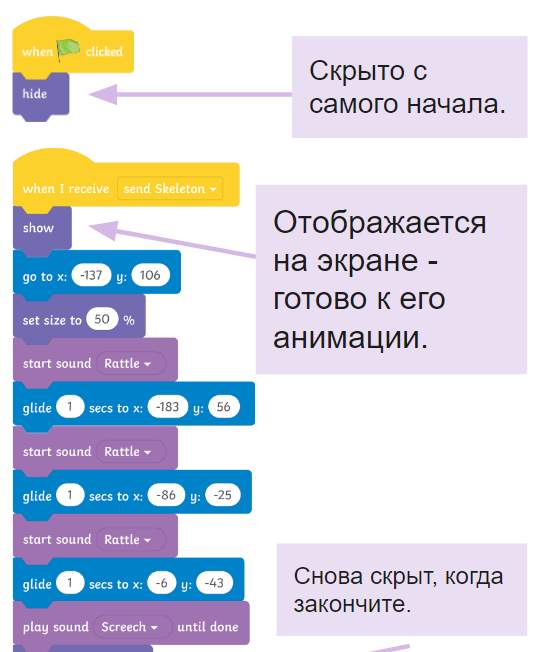 when clicked
hide
Скрыто с
самого начала.
when I receive send Skeleton
show
Отображается
на экране -
готово к его
анимации.
go to x: -137 y: 106
set size to 50 %
start sound Rattle
glide 1 secs to x: -183 y: 56
start sound Rattle
glide 1 secs to x: -86 y: -25
start sound Rattle
glide 1 secs to x: -6 y: -43
Снова скрыт, когда
закончите.
play sound Screech until done